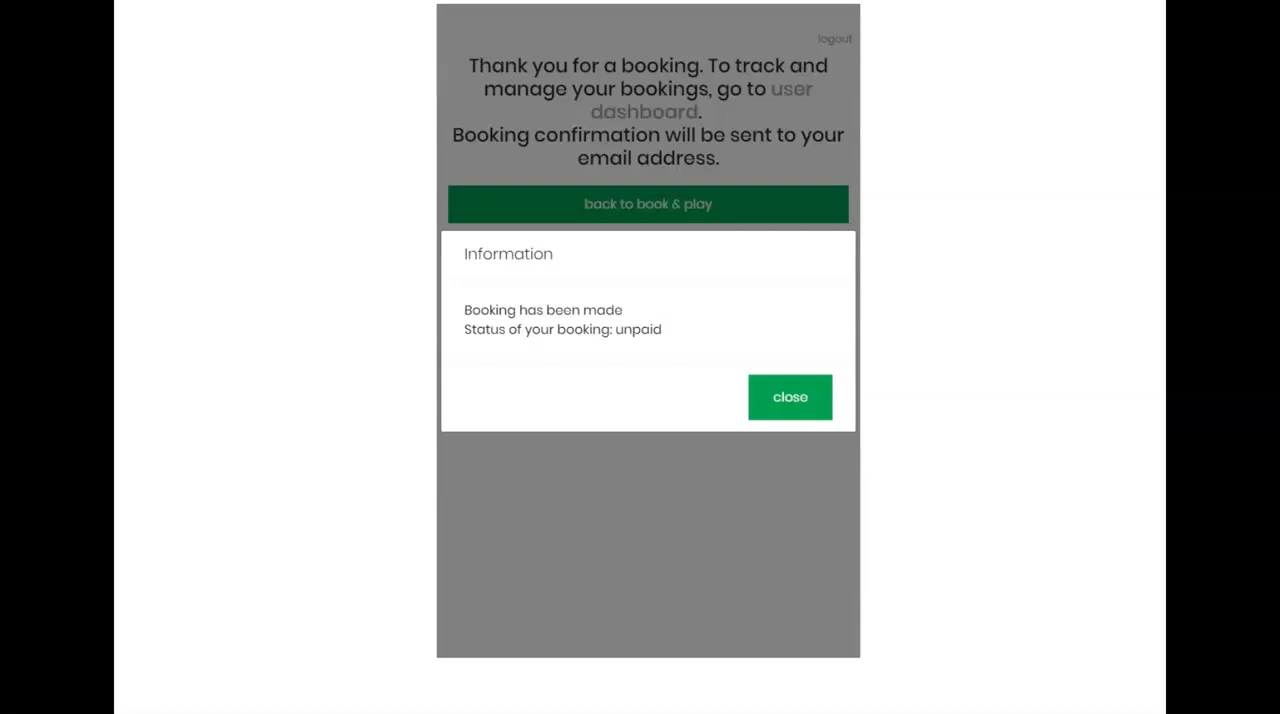 logout
Thank you for a booking. To track and
manage your bookings, go to user
dashboard.
Booking confirmation will be sent to your
email address.
back to book & play
Information
Booking has been made
Status of your booking: unpaid
close